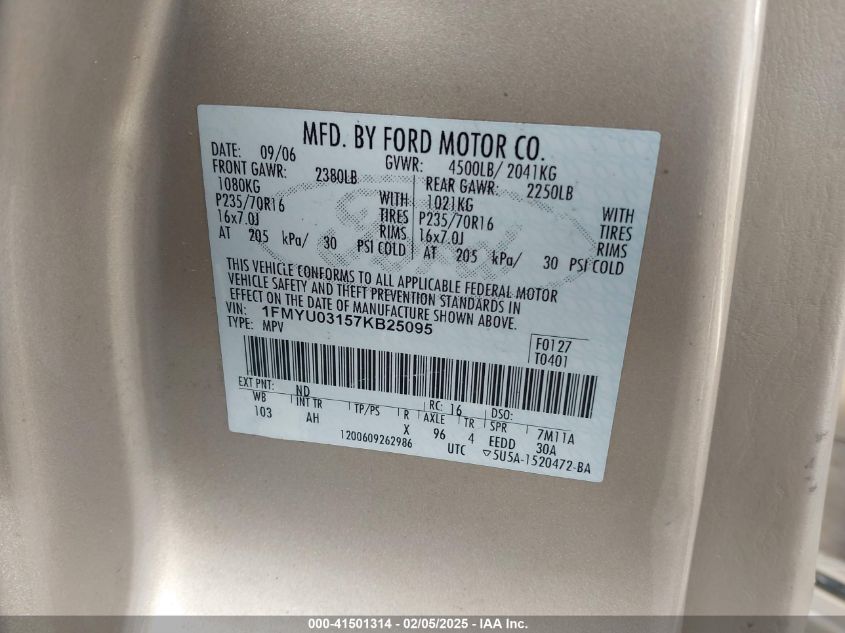 MFD. BY FORD MOTOR CO.
DATE: 09/06 GVWR: 4500LB/ 2041KG
FRONT GAWR: 2380LB REAR GAWR: 2250LB
1080KG WITH 1021KG WITH
P235/70R16 TIRES P235/70R16 TIRES
16x7.0J RIMS 16x7.0J RIMS
AT 205 kPa/ 30 PSI COLD AT 205 kPa/ 30 PSI COLD
THIS VEHICLE CONFORMS TO ALL APPLICABLE FEDERAL MOTOR
VEHICLE SAFETY AND THEFT PREVENTION STANDARDS IN
EFFECT ON THE DATE OF MANUFACTURE SHOWN ABOVE.
VIN: 1FMYU03157KB25095
TYPE: MPV
F0127
T0401
EXT PNT: ND RC: 16 DSO:
WB INT TR TP/PS R AXLE TR SPR 7M11A
103 AH X 96 4 EEDD 30A
1200609262986 UTC ▽5U5A-1520472-BA
Ford
000-41501314 - 02/05/2025 - IAA Inc.